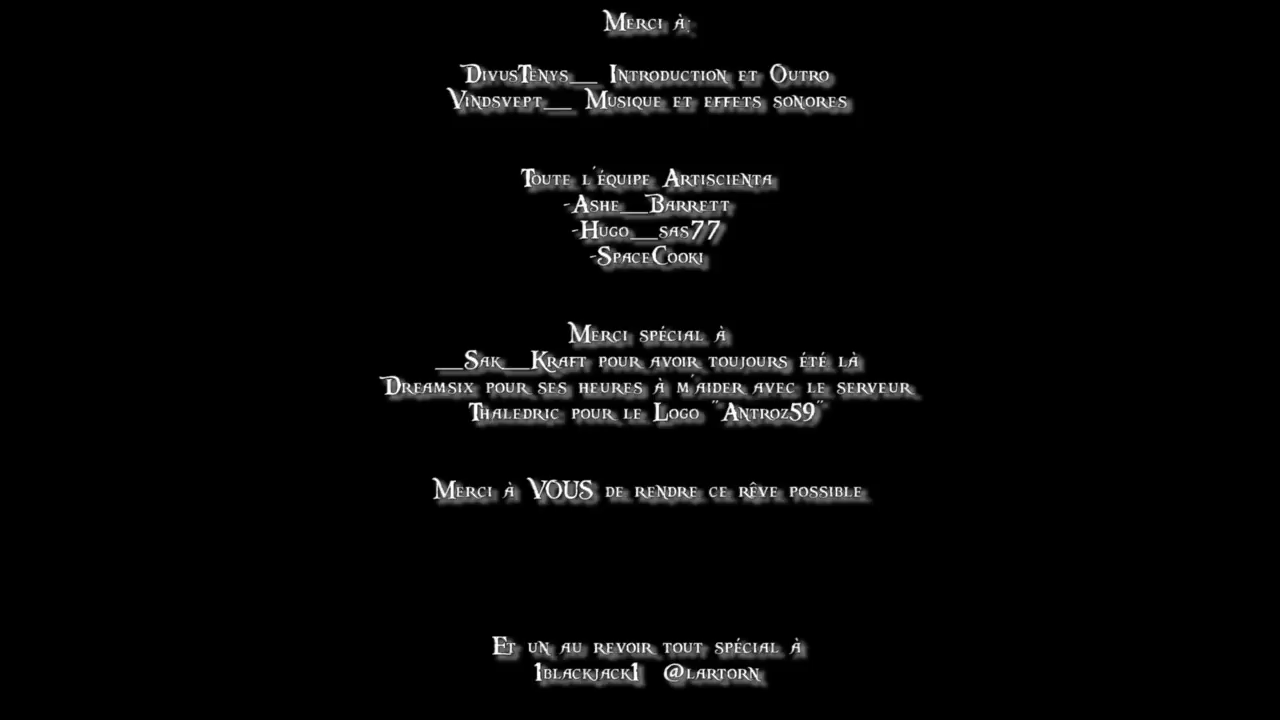 Merci à:
DivusTenys__ Introduction et Outro
Vindsvept__ Musique et effets sonores
Toute l'équipe Artiscienta
-Ashe__Barrett
-Hugo__sas77
-SpaceCooki
Merci spécial à
__Sak__Kraft pour avoir toujours été là
Dreamsix pour ses heures à m'aider avec le serveur
Thaledric pour le Logo "Antroz59"
Merci à VOUS de rendre ce rêve possible
Et un au revoir tout spécial à
1blackjack1 @lartorn